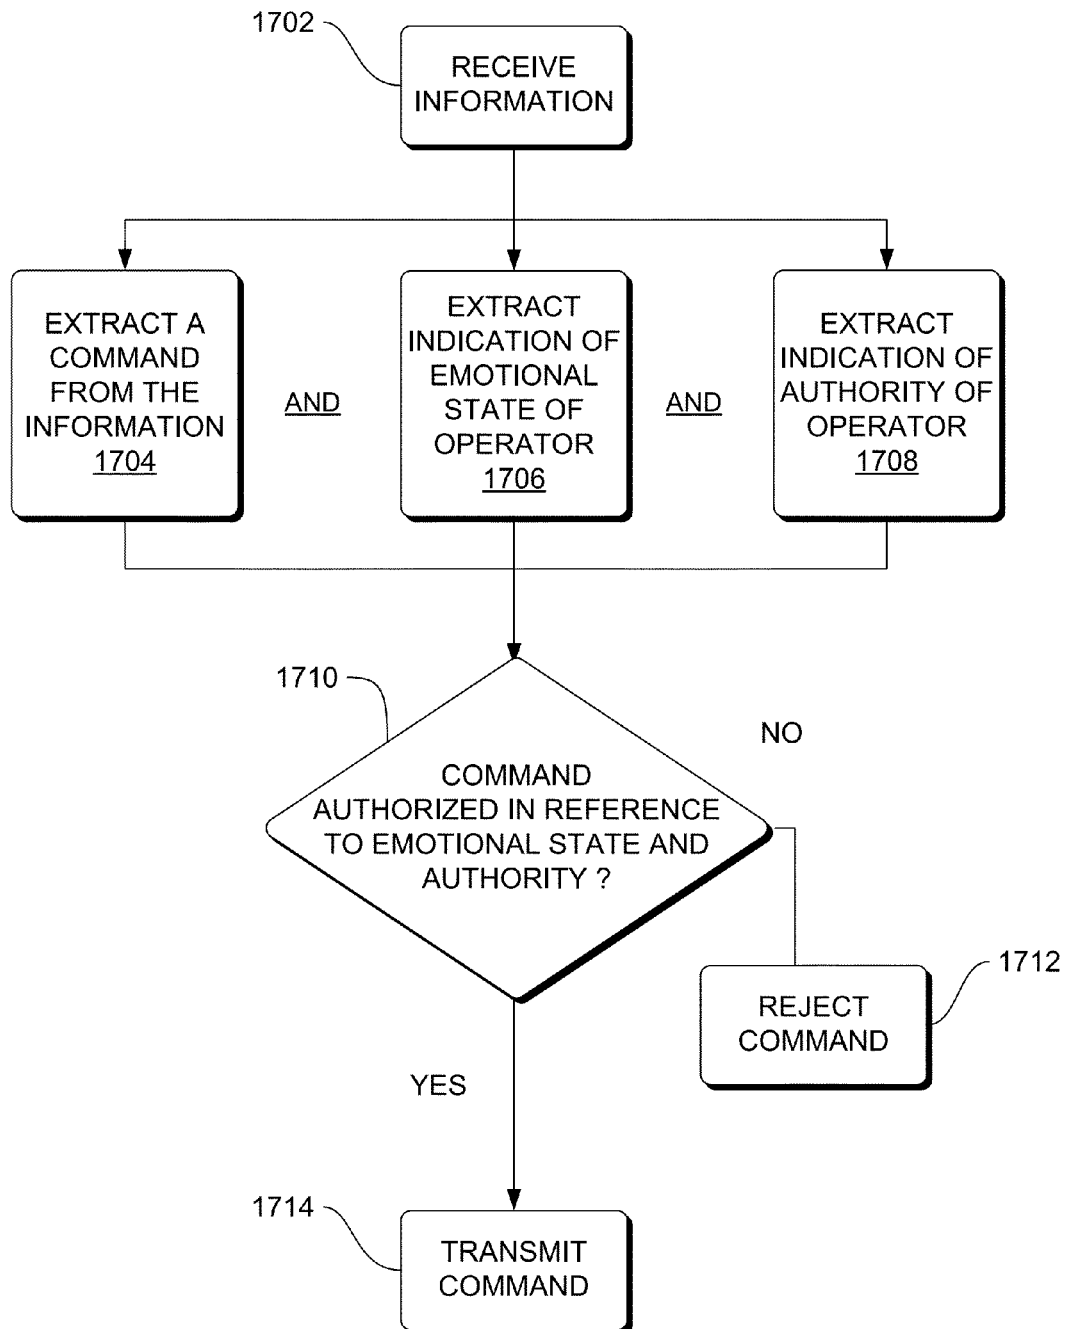 1702
RECEIVE
INFORMATION
EXTRACT A
COMMAND
FROM THE
INFORMATION
1704
AND
EXTRACT
INDICATION OF
EMOTIONAL
STATE OF
OPERATOR
1706
AND
EXTRACT
INDICATION OF
AUTHORITY OF
OPERATOR
1708
1710
COMMAND
AUTHORIZED IN REFERENCE
TO EMOTIONAL STATE AND
AUTHORITY ?
NO
1712
REJECT
COMMAND
YES
1714
TRANSMIT
COMMAND